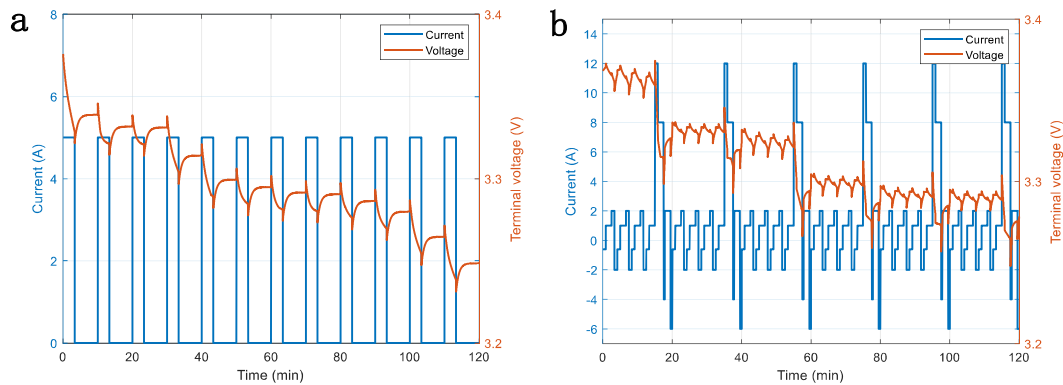 a
Current (A)
8
6
4
2
0
Current
Voltage
3.4
3.3
3.2
Terminal voltage (V)
0 20 40 60 80 100 120
Time (min)
b
Current (A)
14
12
10
8
6
4
2
0
-2
-4
-6
Current
Voltage
3.4
3.3
3.2
Terminal voltage (V)
0 20 40 60 80 100 120
Time (min)